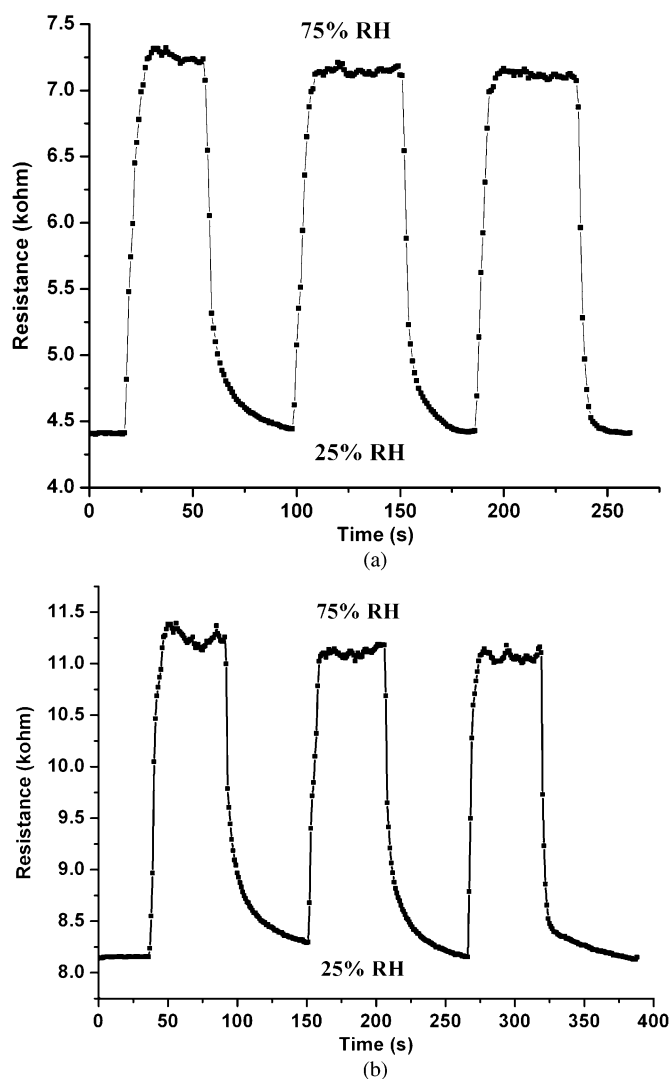 75% RH
7.5
7.0
6.5
6.0
5.5
5.0
4.5
4.0
Resistance (kohm)
25% RH
0 50 100 150 200 250
Time (s)
(a)
75% RH
11.5
11.0
10.5
10.0
9.5
9.0
8.5
8.0
Resistance (kohm)
25% RH
0 50 100 150 200 250 300 350 400
Time (s)
(b)